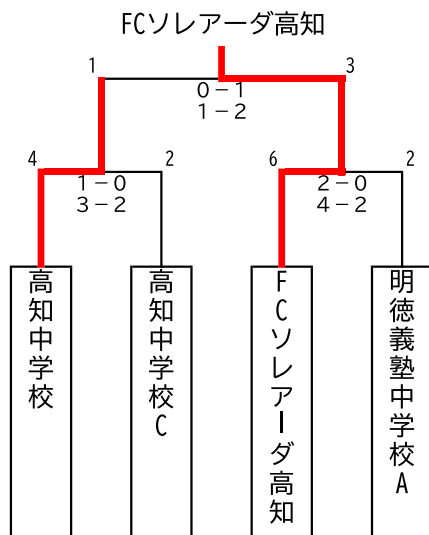 FCソレアーダ高知
1 3
0－1
1－2
4 2 6 2
1－0 2－0
3－2 4－2
高知中学校
高知中学校C
FCソレアーダ高知
明徳義塾中学校A